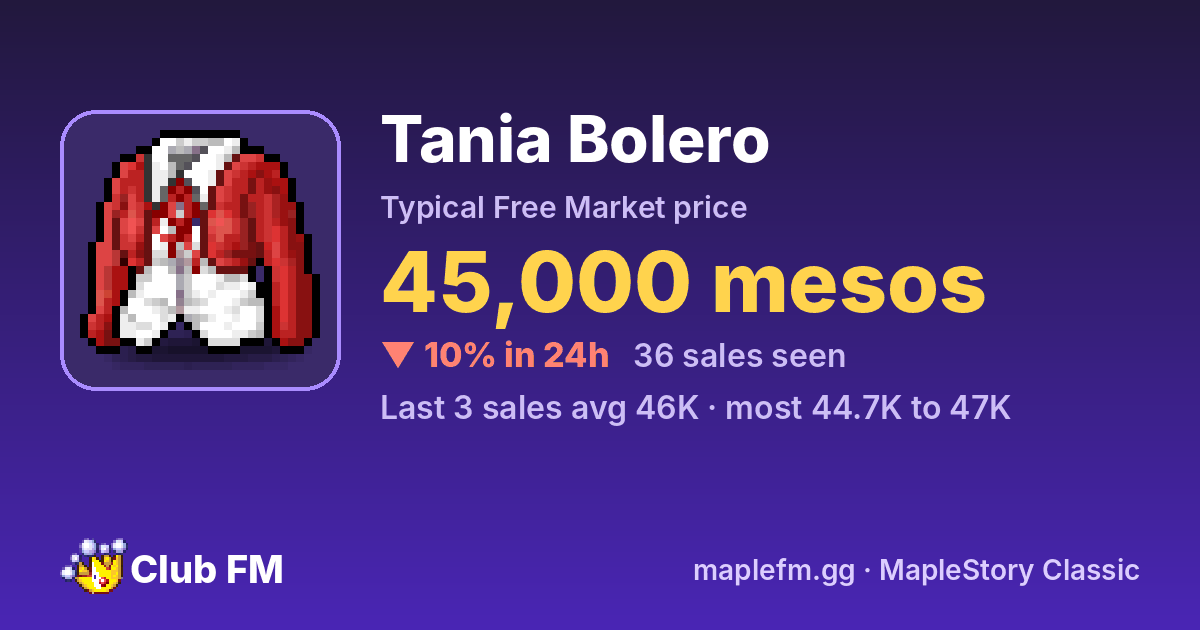 Tania Bolero
Typical Free Market price
45,000 mesos
▼ 10% in 24h 36 sales seen
Last 3 sales avg 46K · most 44.7K to 47K
Club FM
maplefm.gg · MapleStory Classic